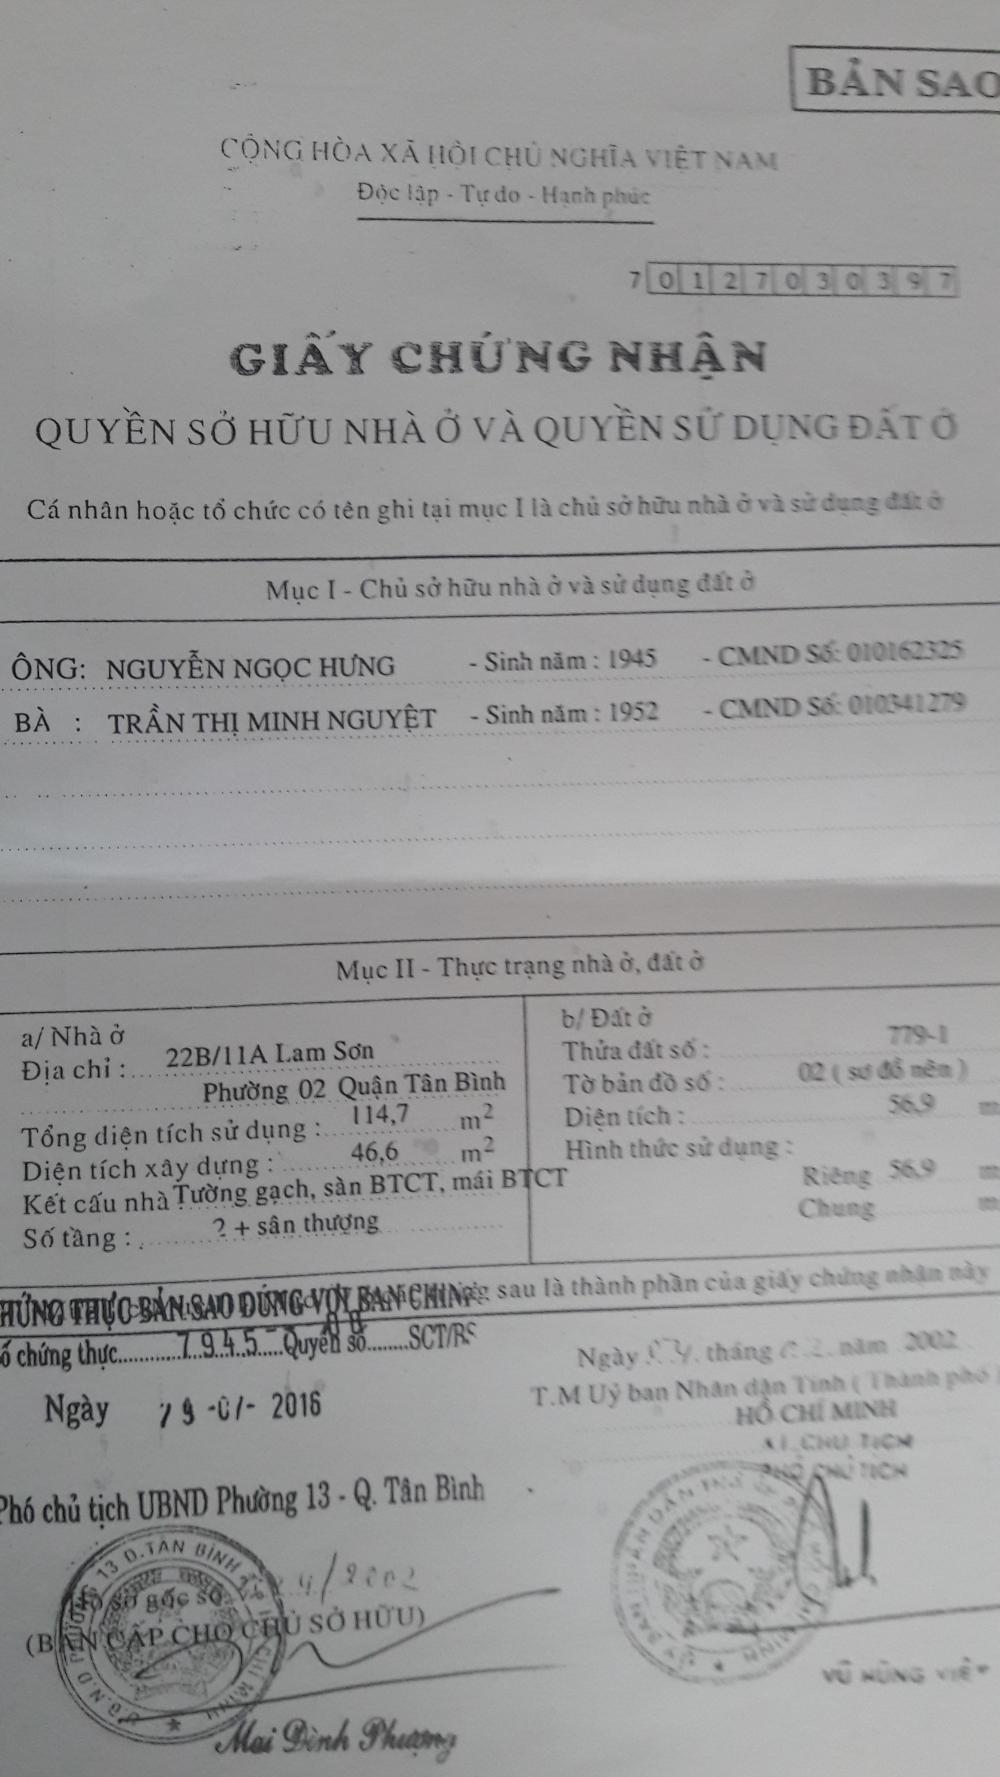 BẢN SAO
CỘNG HÒA XÃ HỘI CHỦ NGHĨA VIỆT NAM
Độc lập - Tự do - Hạnh phúc
7 0 1 2 7 0 3 0 3 9 7
GIẤY CHỨNG NHẬN
QUYỀN SỞ HỮU NHÀ Ở VÀ QUYỀN SỬ DỤNG ĐẤT Ở
Cá nhân hoặc tổ chức có tên ghi tại mục I là chủ sở hữu nhà ở và sử dụng đất ở
Mục I - Chủ sở hữu nhà ở và sử dụng đất ở
ÔNG: NGUYỄN NGỌC HƯNG - Sinh năm : 1945 - CMND Số: 010162325
BÀ : TRẦN THỊ MINH NGUYỆT - Sinh năm : 1952 - CMND Số: 010341279
Mục II - Thực trạng nhà ở, đất ở
a/ Nhà ở
Địa chỉ : 22B/11A Lam Sơn
Phường 02 Quận Tân Bình
Tổng diện tích sử dụng : 114,7 m2
Diện tích xây dựng : 46,6 m2
Kết cấu nhà Tường gạch, sàn BTCT, mái BTCT
Số tầng : 2 + sân thượng
b/ Đất ở
Thửa đất số : 779-1
Tờ bản đồ số : 02 ( sơ đồ nền )
Diện tích : 56,9 m
Hình thức sử dụng :
Riêng 56,9 m
Chung m
sau là thành phần của giấy chứng nhận này
HỨNG THỰC BẢN SAO ĐÚNG VỚI BẢN CHÍNH
ố chứng thực............7945 Quyển số........SCT/RS
Ngày 19-01-2016
Phó chủ tịch UBND Phường 13 - Q. Tân Bình
Ngày tháng năm 2002
T.M Uỷ ban Nhân dân Tỉnh ( Thành phố )
HỒ CHÍ MINH
KT. CHỦ TỊCH
PHÓ CHỦ TỊCH
Hồ sơ gốc số /2002
(BẢN CẤP CHO CHỦ SỞ HỮU)
VŨ HÙNG VIỆT
Mai Đình Phượng